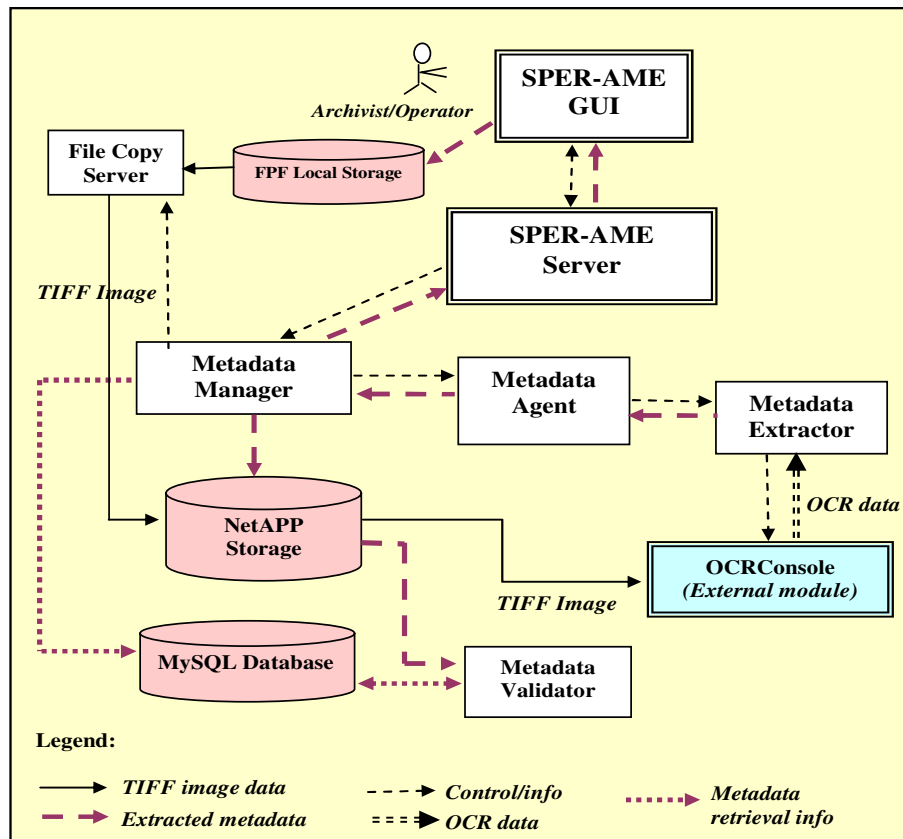 SPER-AME
GUI
Archivist/Operator
File Copy
Server
FPF Local Storage
SPER-AME
Server
TIFF Image
Metadata
Manager
Metadata
Agent
Metadata
Extractor
OCR data
NetAPP
Storage
OCRConsole
(External module)
TIFF Image
MySQL Database
Metadata
Validator
Legend:
TIFF image data
Control/info
Metadata
retrieval info
Extracted metadata
OCR data